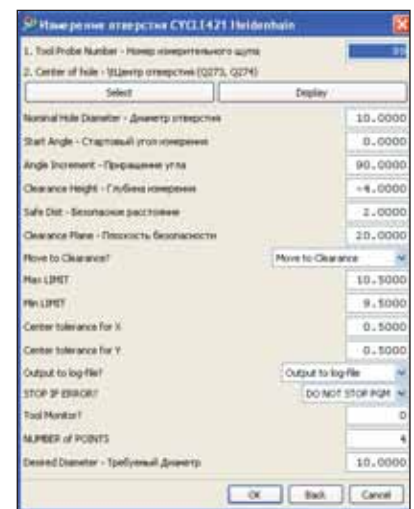 Измерение отверстия CYCLE421 Heidenhain
1. Tool Probe Number - Номер измерительного щупа 99
2. Center of hole - \Центр отверстия (Q273, Q274)
Select Display
Nominal Hole Diameter - Диаметр отверстия 10.0000
Start Angle - Стартовый угол измерения 0.0000
Angle Increment - Приращение угла 90.0000
Clearance Height - Глубина измерения -4.0000
Safe Dist - Безопасное расстояние 2.0000
Clearance Plane - Плоскость безопасности 20.0000
Move to Clearance? Move to Clearance
Max LIMIT 10.5000
Min LIMIT 9.5000
Center tolerance for X 0.5000
Center tolerance for Y 0.5000
Output to log-file? Output to log-file
STOP IF ERROR? DO NOT STOP PGM
Tool Monitor? 0
NUMBER of POINTS 4
Desired Diameter - Требуемый Диаметр 10.0000
OK Back Cancel